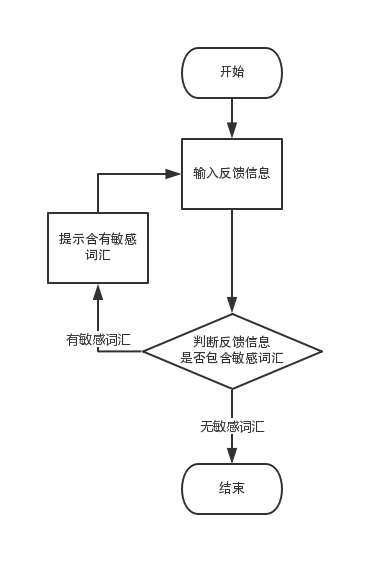 开始
输入反馈信息
提示含有敏感
词汇
判断反馈信息
是否包含敏感词汇
有敏感词汇
无敏感词汇
结束